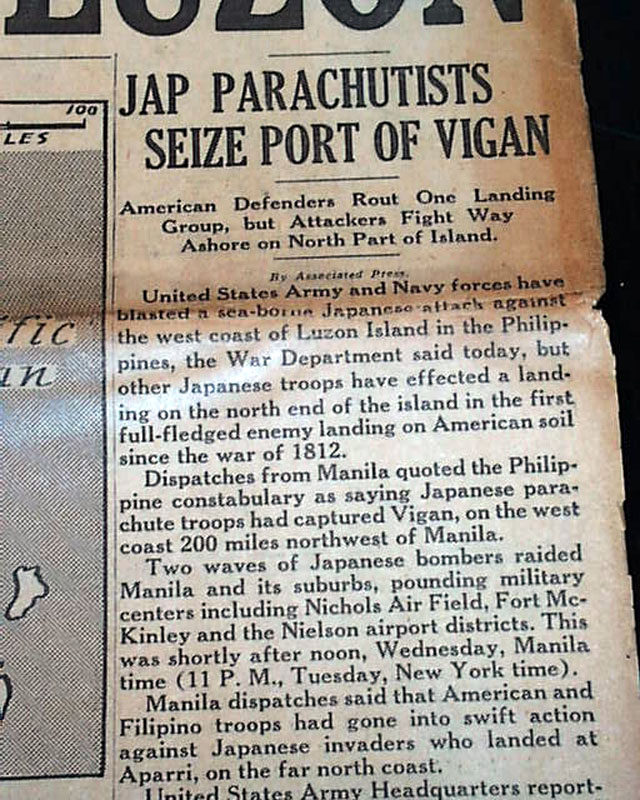 LUZON
100
LES
fic
an
JAP PARACHUTISTS
SEIZE PORT OF VIGAN
American Defenders Rout One Landing
Group, but Attackers Fight Way
Ashore on North Part of Island.
By Associated Press.
United States Army and Navy forces have
blasted a sea-borne Japanese attack against
the west coast of Luzon Island in the Philip-
pines, the War Department said today, but
other Japanese troops have effected a land-
ing on the north end of the island in the first
full-fledged enemy landing on American soil
since the war of 1812.
Dispatches from Manila quoted the Philip-
pine constabulary as saying Japanese para-
chute troops had captured Vigan, on the west
coast 200 miles northwest of Manila.
Two waves of Japanese bombers raided
Manila and its suburbs, pounding military
centers including Nichols Air Field, Fort Mc-
Kinley and the Nielson airport districts. This
was shortly after noon, Wednesday, Manila
time (11 P. M., Tuesday, New York time).
Manila dispatches said that American and
Filipino troops had gone into swift action
against Japanese invaders who landed at
Aparri, on the far north coast.
United States Army Headquarters report-